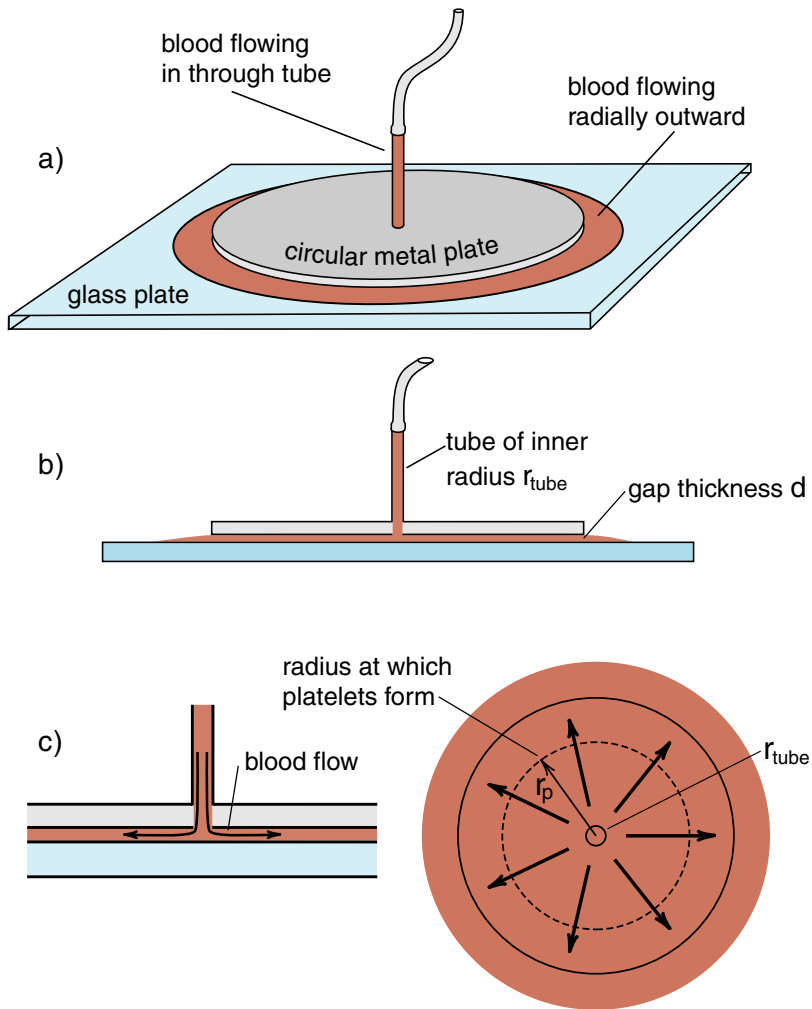 blood flowing
in through tube
blood flowing
radially outward
a)
circular metal plate
glass plate
b)
tube of inner
radius r_tube
gap thickness d
radius at which
platelets form
c)
blood flow
r_tube
r_p